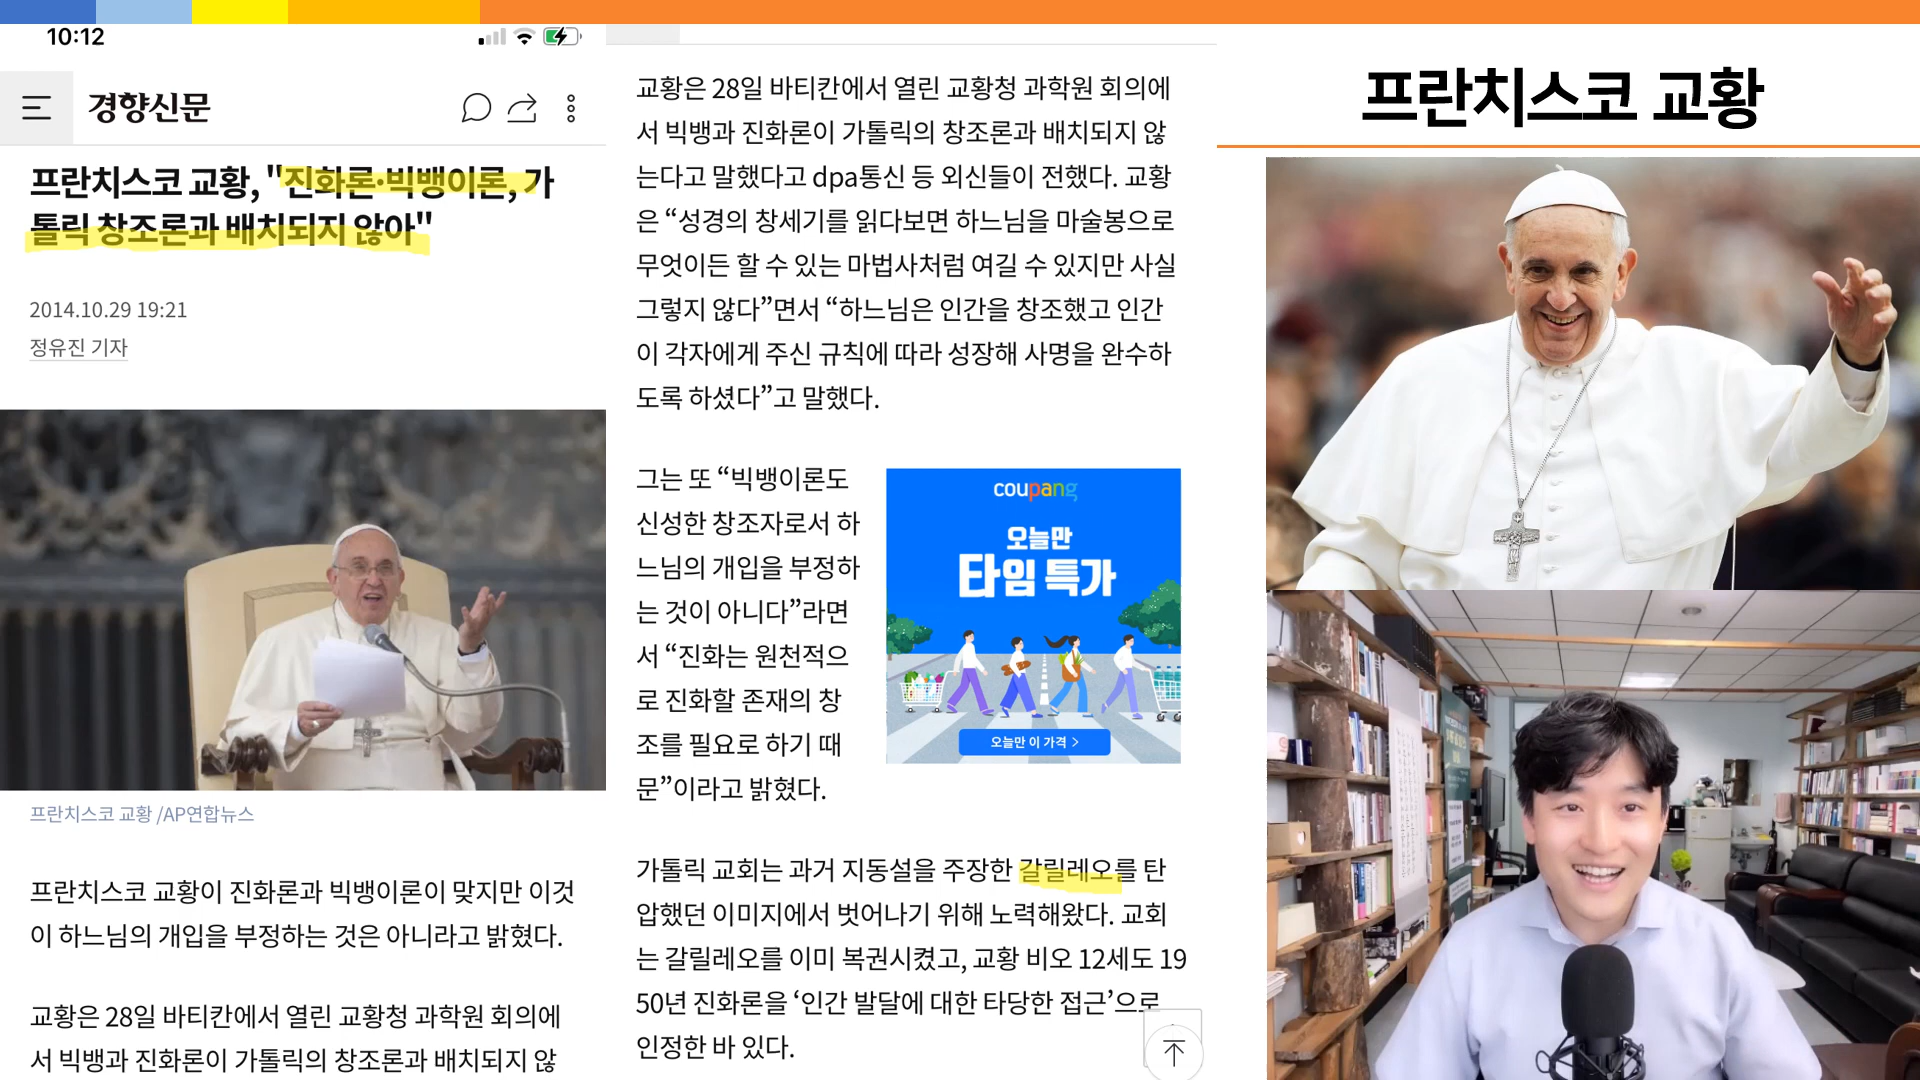 10:12
경향신문
프란치스코 교황, "진화론·빅뱅이론, 가
톨릭 창조론과 배치되지 않아"
2014.10.29 19:21
정유진 기자
프란치스코 교황 /AP연합뉴스
프란치스코 교황이 진화론과 빅뱅이론이 맞지만 이것
이 하느님의 개입을 부정하는 것은 아니라고 밝혔다.
교황은 28일 바티칸에서 열린 교황청 과학원 회의에
서 빅뱅과 진화론이 가톨릭의 창조론과 배치되지 않
교황은 28일 바티칸에서 열린 교황청 과학원 회의에
서 빅뱅과 진화론이 가톨릭의 창조론과 배치되지 않
는다고 말했다고 dpa통신 등 외신들이 전했다. 교황
은 “성경의 창세기를 읽다보면 하느님을 마술봉으로
무엇이든 할 수 있는 마법사처럼 여길 수 있지만 사실
그렇지 않다”면서 “하느님은 인간을 창조했고 인간
이 각자에게 주신 규칙에 따라 성장해 사명을 완수하
도록 하셨다”고 말했다.
그는 또 “빅뱅이론도
신성한 창조자로서 하
느님의 개입을 부정하
는 것이 아니다”라면
서 “진화는 원천적으
로 진화할 존재의 창
조를 필요로 하기 때
문”이라고 밝혔다.
coupang
오늘만
타임 특가
오늘만 이 가격 >
가톨릭 교회는 과거 지동설을 주장한 갈릴레오를 탄
압했던 이미지에서 벗어나기 위해 노력해왔다. 교회
는 갈릴레오를 이미 복권시켰고, 교황 비오 12세도 19
50년 진화론을 ‘인간 발달에 대한 타당한 접근’으로
인정한 바 있다.
프란치스코 교황